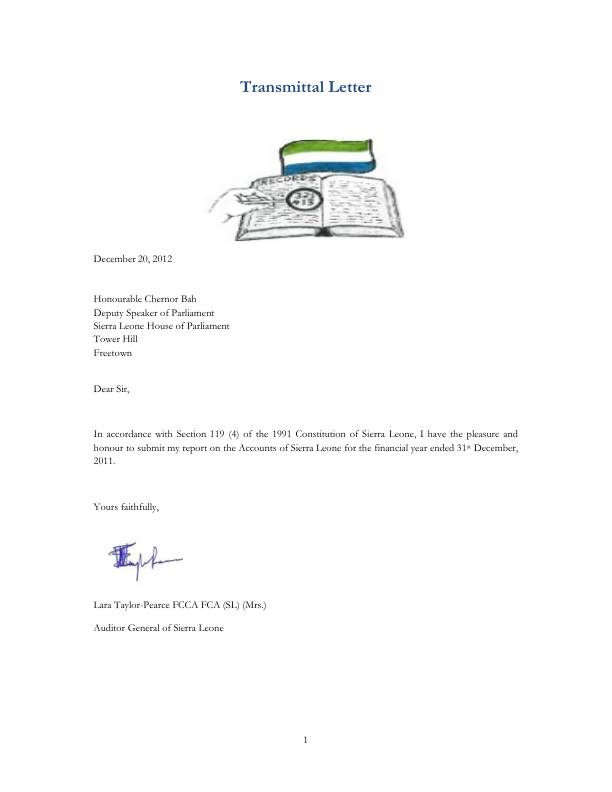 Transmittal Letter
RECORDS
321
413
December 20, 2012
Honourable Chernor Bah
Deputy Speaker of Parliament
Sierra Leone House of Parliament
Tower Hill
Freetown
Dear Sir,
In accordance with Section 119 (4) of the 1991 Constitution of Sierra Leone, I have the pleasure and
honour to submit my report on the Accounts of Sierra Leone for the financial year ended 31st December,
2011.
Yours faithfully,
Lara Taylor-Pearce FCCA FCA (SL) (Mrs.)
Auditor General of Sierra Leone
1